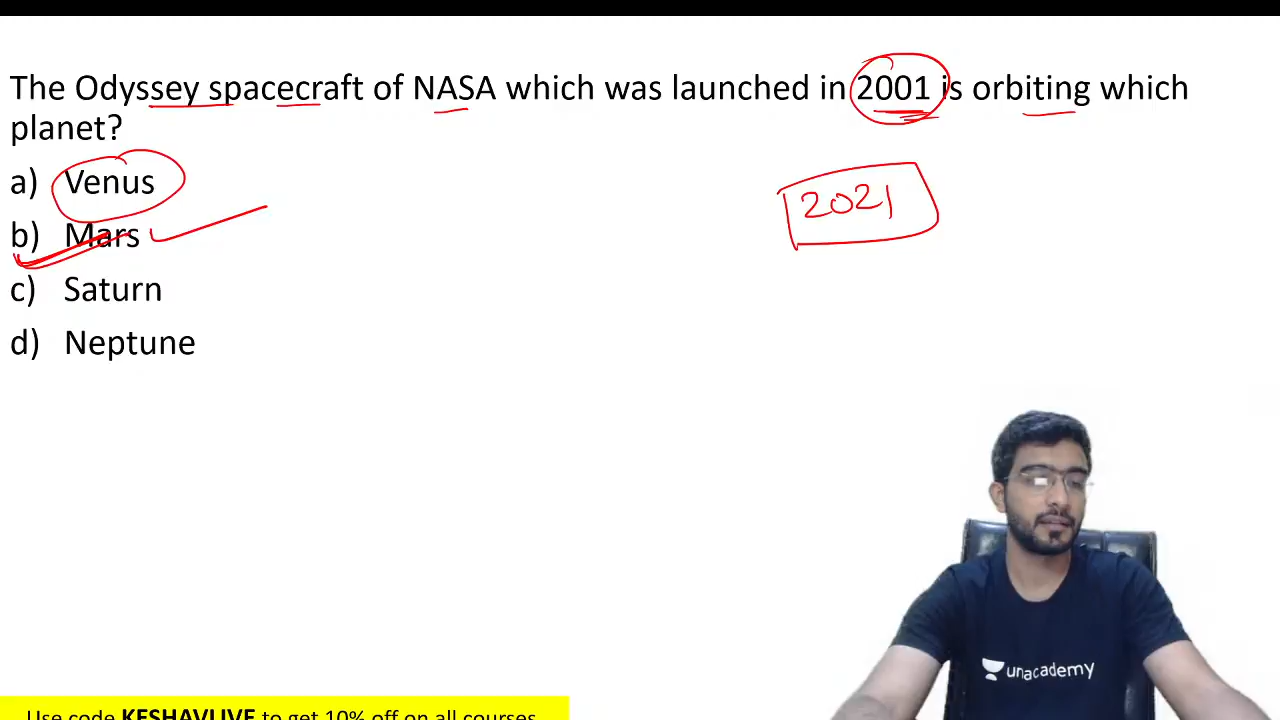 The Odyssey spacecraft of NASA which was launched in 2001 is orbiting which
planet?
a) Venus
b) Mars
c) Saturn
d) Neptune
2021
unacademy
Use code KESHAVLIVE to get 10% off on all courses